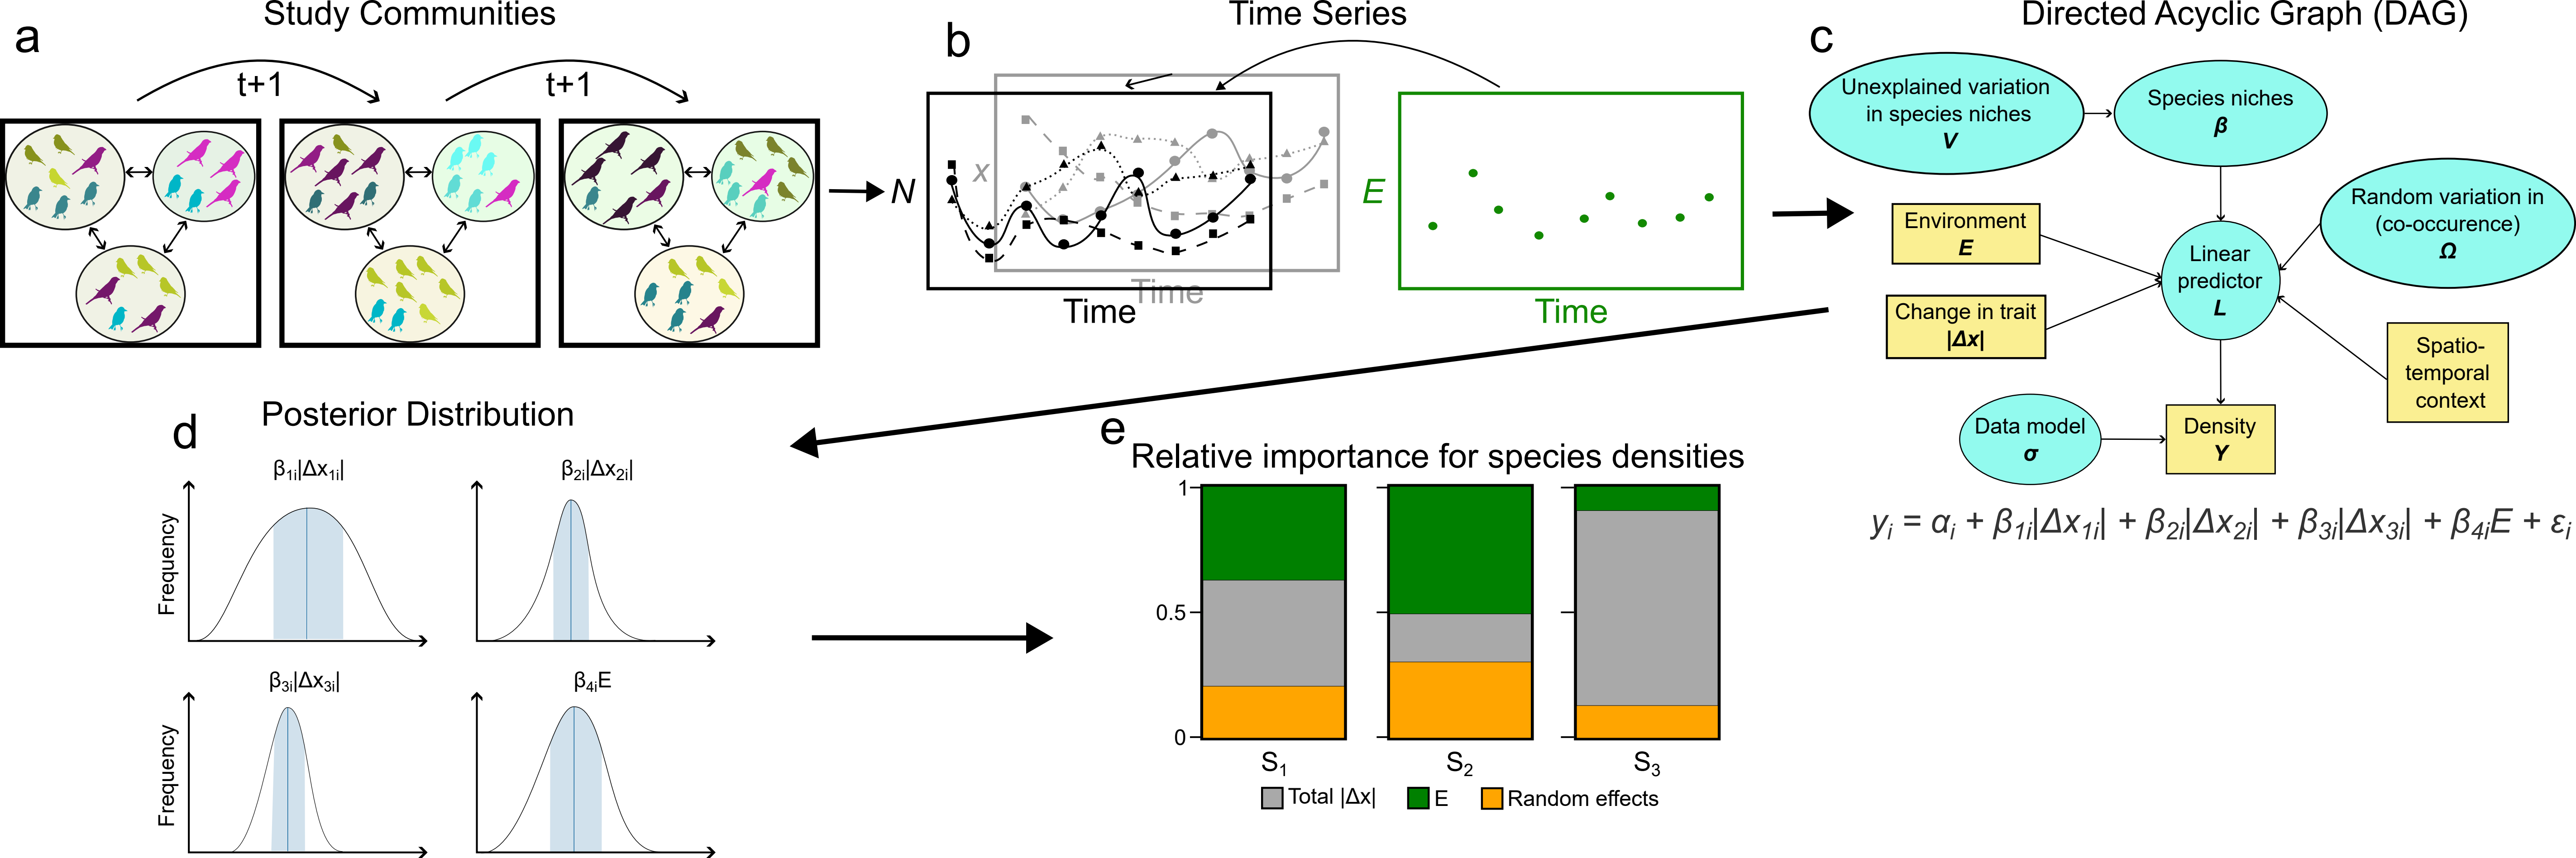 Study Communities
a
t+1
t+1
Time Series
b
N
x
Time
Time
E
Time
Directed Acyclic Graph (DAG)
c
Unexplained variation
in species niches
V
Species niches
β
Environment
E
Change in trait
|Δx|
Linear
predictor
L
Random variation in
(co-occurence)
Ω
Spatio-
temporal
context
Data model
σ
Density
Y
yᵢ = αᵢ + β₁ᵢ|Δx₁ᵢ| + β₂ᵢ|Δx₂ᵢ| + β₃ᵢ|Δx₃ᵢ| + β₄ᵢE + εᵢ
d
Posterior Distribution
β₁ᵢ|Δx₁ᵢ|
Frequency
β₂ᵢ|Δx₂ᵢ|
β₃ᵢ|Δx₃ᵢ|
Frequency
β₄ᵢE
e
Relative importance for species densities
1
0.5
0
S₁
S₂
S₃
Total |Δx|
E
Random effects